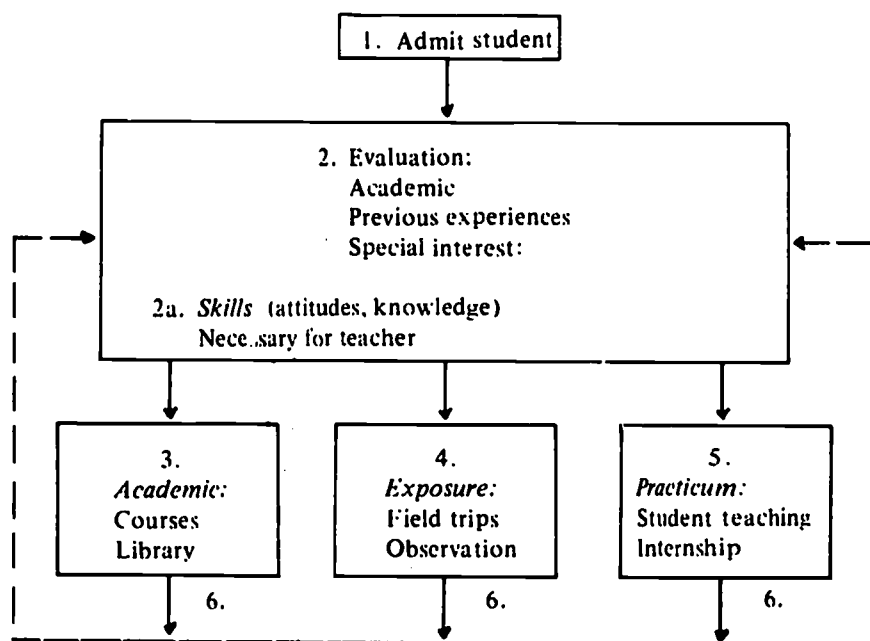 1. Admit student
2. Evaluation:
Academic
Previous experiences
Special interest:
2a. Skills (attitudes, knowledge)
Nece..sary for teacher
3.
Academic:
Courses
Library
4.
Exposure:
Field trips
Observation
5.
Practicum:
Student teaching
Internship
6.
6.
6.